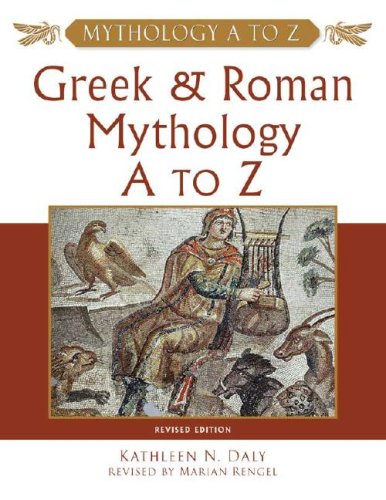 MYTHOLOGY A TO Z
Greek & Roman
Mythology
A TO Z
REVISED EDITION
KATHLEEN N. DALY
REVISED BY MARIAN RENGEL